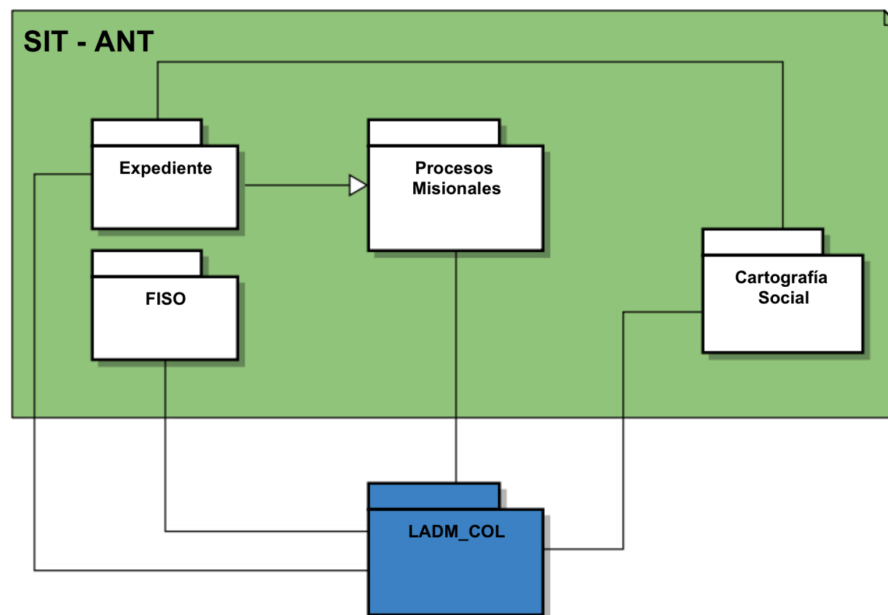 SIT - ANT
Expediente
Procesos
Misionales
FISO
Cartografía
Social
LADM_COL